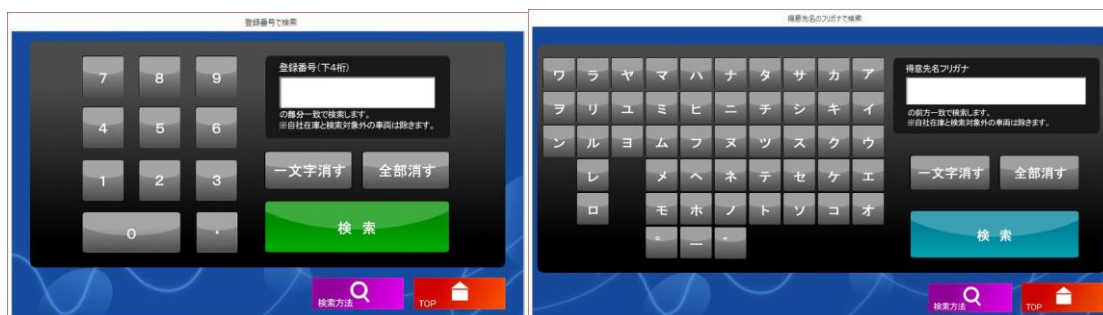 登録番号で検索
7 8 9
4 5 6
1 2 3
0 ・
登録番号(下4桁)
の部分一致で検索します。
※自社在庫と検索対象外の車両は除きます。
一文字消す 全部消す
検 索
検索方法 TOP
得意先名のフリガナで検索
ワ ラ ヤ マ ハ ナ タ サ カ ア
ヲ リ ユ ミ ヒ ニ チ シ キ イ
ン ル ヨ ム フ ヌ ツ ス ク ウ
レ メ ヘ ネ テ セ ケ エ
ロ モ ホ ノ ト ソ コ オ
ー
得意先名フリガナ
の前方一致で検索します。
※自社在庫と検索対象外の車両は除きます。
一文字消す 全部消す
検 索
検索方法 TOP